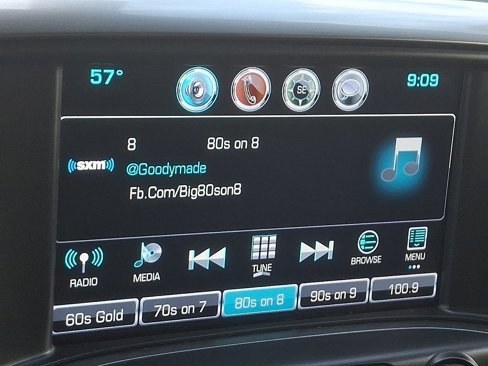 57°
SE
9:09
8 80s on 8
((sxm))
@Goodymade
Fb.Com/Big80son8
RADIO
MEDIA
TUNE
BROWSE
MENU
60s Gold
70s on 7
80s on 8
90s on 9
100.9